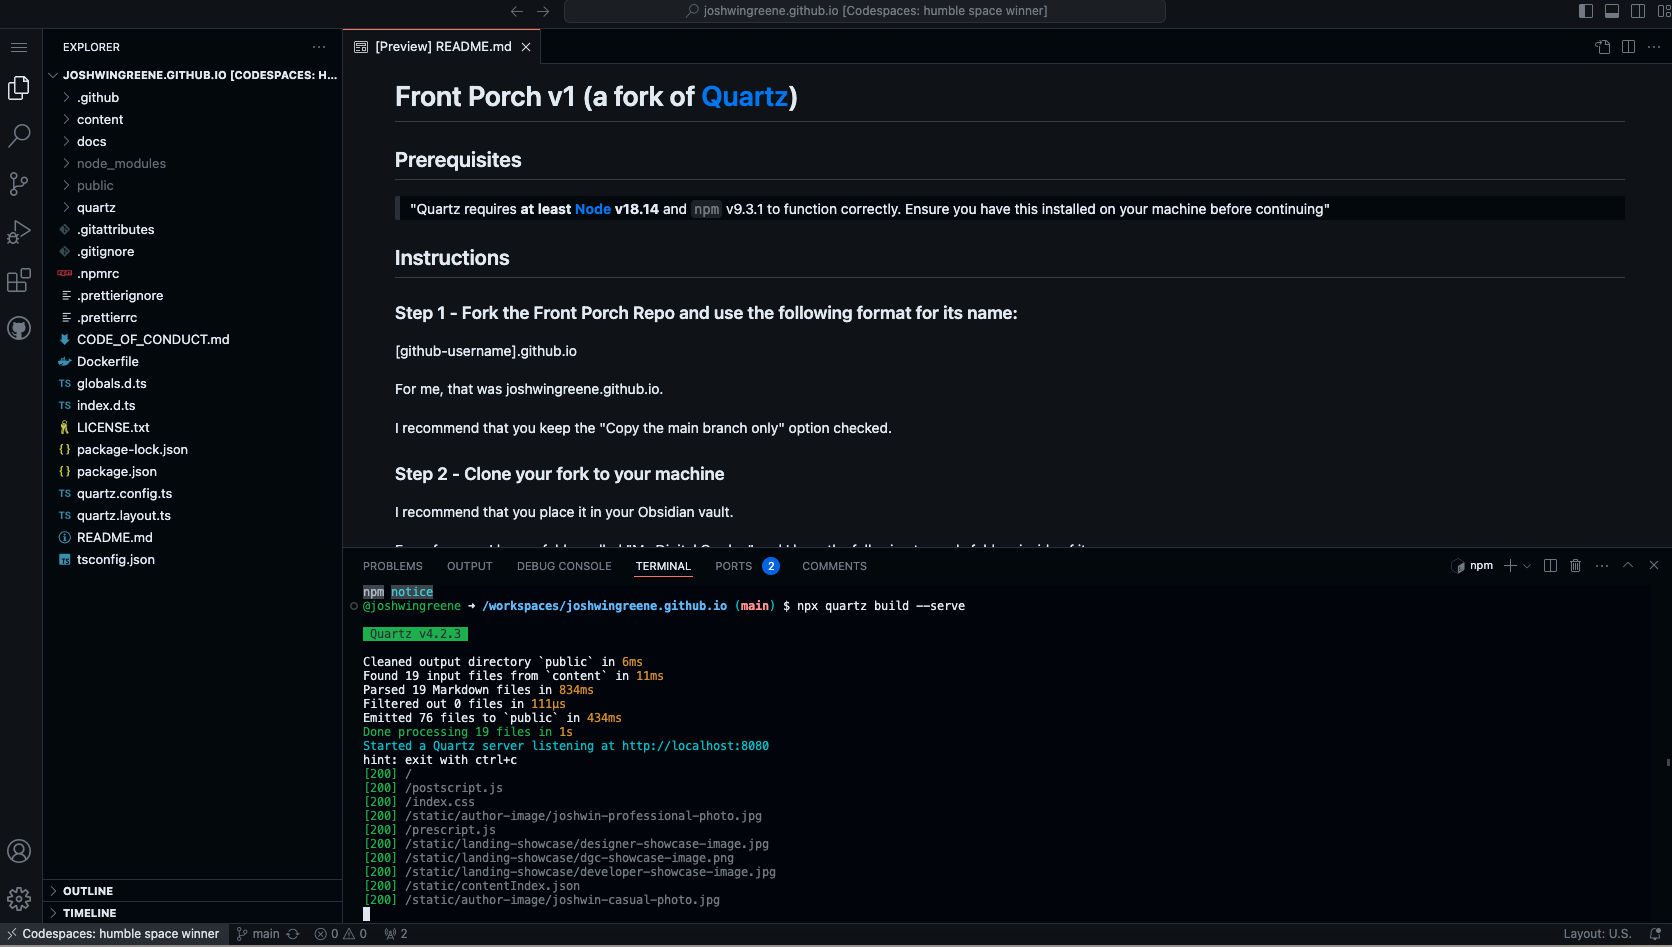 joshwingreene.github.io [Codespaces: humble space winner]
EXPLORER
JOSHWINGREENE.GITHUB.IO [CODESPACES: H...
.github
content
docs
node_modules
public
quartz
.gitattributes
.gitignore
.npmrc
.prettierignore
.prettierrc
CODE_OF_CONDUCT.md
Dockerfile
TS globals.d.ts
TS index.d.ts
LICENSE.txt
{} package-lock.json
{} package.json
TS quartz.config.ts
TS quartz.layout.ts
README.md
tsconfig.json
OUTLINE
TIMELINE
[Preview] README.md
Front Porch v1 (a fork of Quartz)
Prerequisites
"Quartz requires at least Node v18.14 and npm v9.3.1 to function correctly. Ensure you have this installed on your machine before continuing"
Instructions
Step 1 - Fork the Front Porch Repo and use the following format for its name:
[github-username].github.io
For me, that was joshwingreene.github.io.
I recommend that you keep the "Copy the main branch only" option checked.
Step 2 - Clone your fork to your machine
I recommend that you place it in your Obsidian vault.
PROBLEMS OUTPUT DEBUG CONSOLE TERMINAL PORTS 2 COMMENTS
npm
npm notice
@joshwingreene ➜ /workspaces/joshwingreene.github.io (main) $ npx quartz build --serve
Quartz v4.2.3
Cleaned output directory `public` in 6ms
Found 19 input files from `content` in 11ms
Parsed 19 Markdown files in 834ms
Filtered out 0 files in 111μs
Emitted 76 files to `public` in 434ms
Done processing 19 files in 1s
Started a Quartz server listening at http://localhost:8080
hint: exit with ctrl+c
[200] /
[200] /postscript.js
[200] /index.css
[200] /static/author-image/joshwin-professional-photo.jpg
[200] /prescript.js
[200] /static/landing-showcase/designer-showcase-image.jpg
[200] /static/landing-showcase/dgc-showcase-image.png
[200] /static/landing-showcase/developer-showcase-image.jpg
[200] /static/contentIndex.json
[200] /static/author-image/joshwin-casual-photo.jpg
Codespaces: humble space winner main 0 0 2 Layout: U.S.